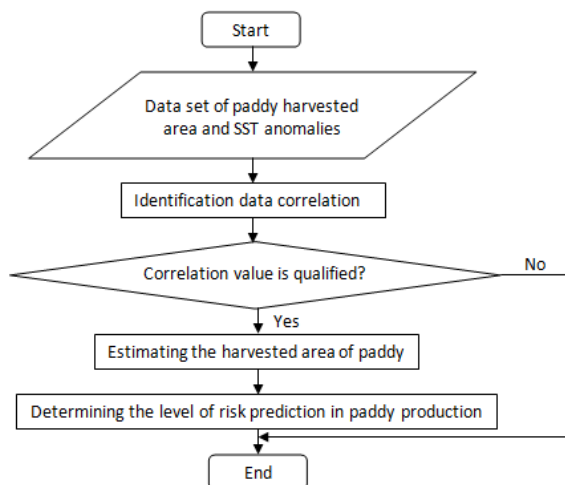 Start
Data set of paddy harvested
area and SST anomalies
Identification data correlation
Correlation value is qualified?
No
Yes
Estimating the harvested area of paddy
Determining the level of risk prediction in paddy production
End